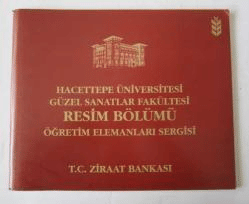 HACETTEPE ÜNİVERSİTESİ
GÜZEL SANATLAR FAKÜLTESİ
RESİM BÖLÜMÜ
ÖĞRETİM ELEMANLARI SERGİSİ
T.C. ZİRAAT BANKASI